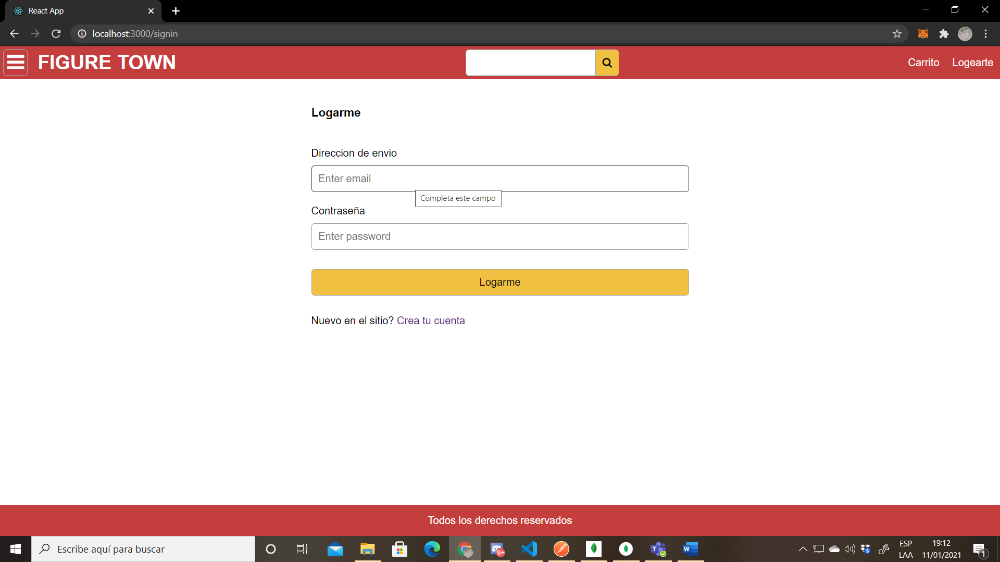 React App
localhost:3000/signin
FIGURE TOWN
Carrito
Logearte
Logarme
Direccion de envio
Enter email
Completa este campo
Contraseña
Enter password
Logarme
Nuevo en el sitio? Crea tu cuenta
Todos los derechos reservados
Escribe aquí para buscar
9+
T
W
ESP
LAA
19:12
11/01/2021
1